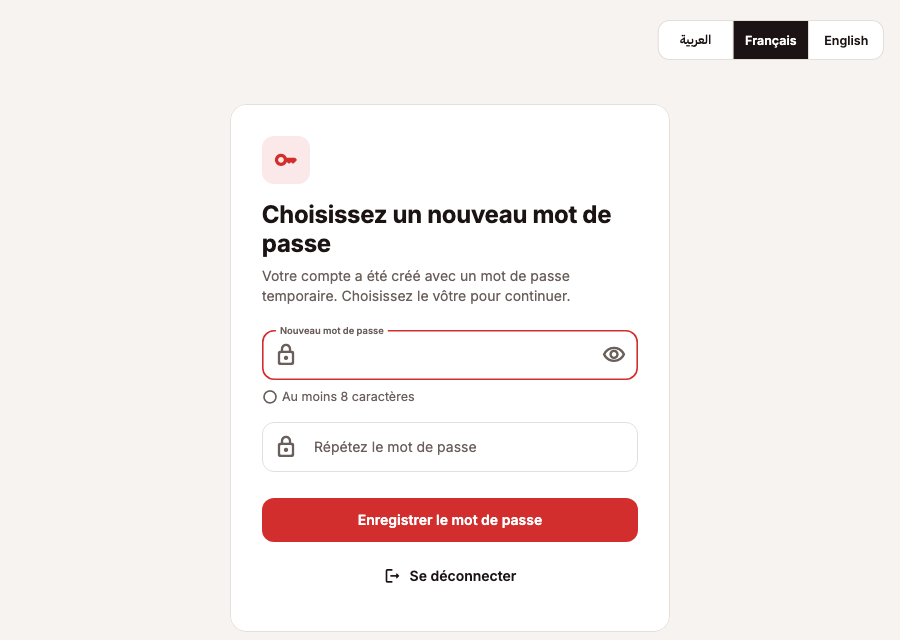 العربية
Français
English
Choisissez un nouveau mot de
passe
Votre compte a été créé avec un mot de passe
temporaire. Choisissez le vôtre pour continuer.
Nouveau mot de passe
Au moins 8 caractères
Répétez le mot de passe
Enregistrer le mot de passe
Se déconnecter